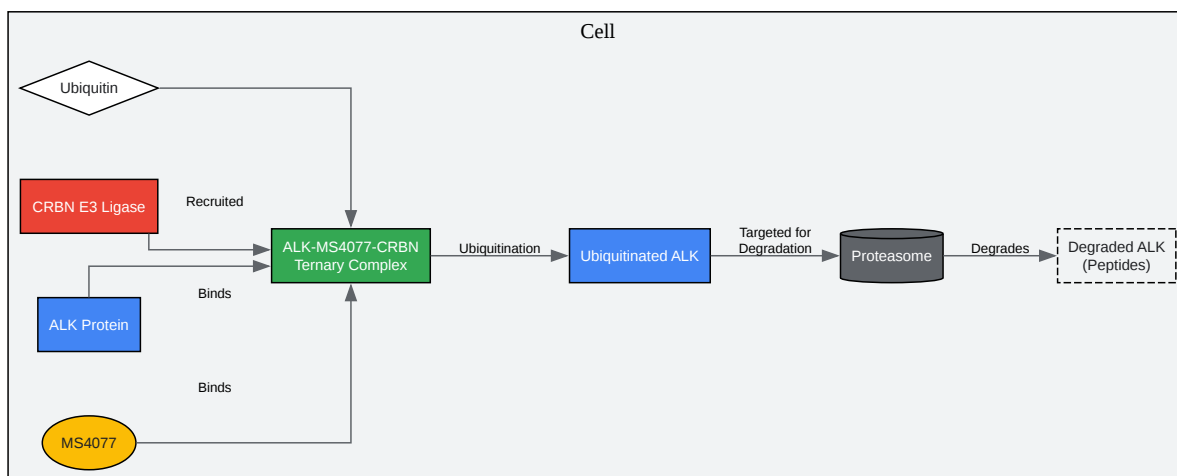 Cell
Ubiquitin
CRBN E3 Ligase
Recruited
ALK-MS4077-CRBN
Ternary Complex
Ubiquitination
Ubiquitinated ALK
Targeted for
Degradation
Proteasome
Degrades
Degraded ALK
(Peptides)
Binds
ALK Protein
Binds
MS4077